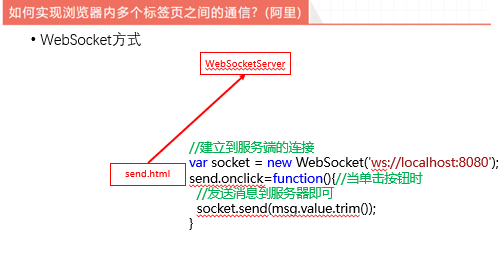 如何实现浏览器内多个标签页之间的通信?（阿里）
• WebSocket方式
WebSocketServer
send.html
//建立到服务端的连接
var socket = new WebSocket('ws://localhost:8080');
send.onclick=function(){//当单击按钮时
//发送消息到服务器即可
socket.send(msg.value.trim());
}